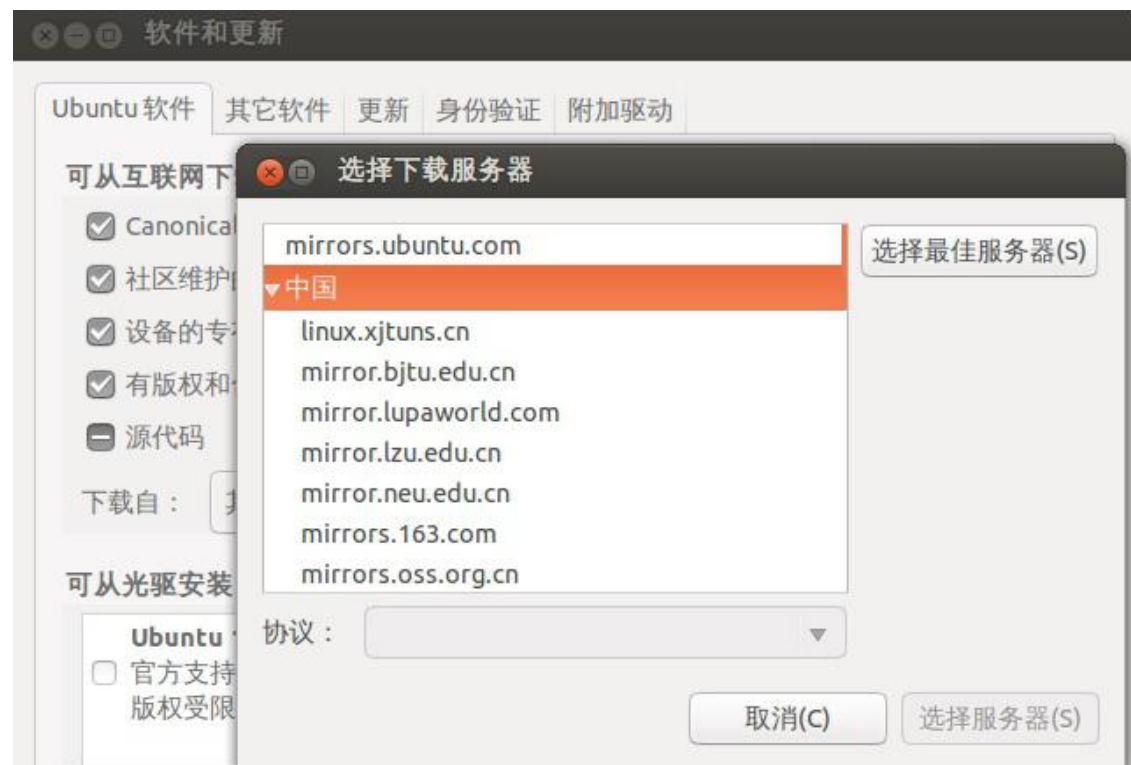 软件和更新
Ubuntu 软件 其它软件 更新 身份验证 附加驱动
可从互联网下
选择下载服务器
Canonical
mirrors.ubuntu.com
选择最佳服务器(S)
社区维护
中国
设备的专
linux.xjtuns.cn
mirror.bjtu.edu.cn
有版权和
mirror.lupaworld.com
源代码
mirror.lzu.edu.cn
下载自：
mirror.neu.edu.cn
mirrors.163.com
mirrors.oss.org.cn
可从光驱安装
Ubuntu
协议：
官方支持
版权受限
取消(C) 选择服务器(S)